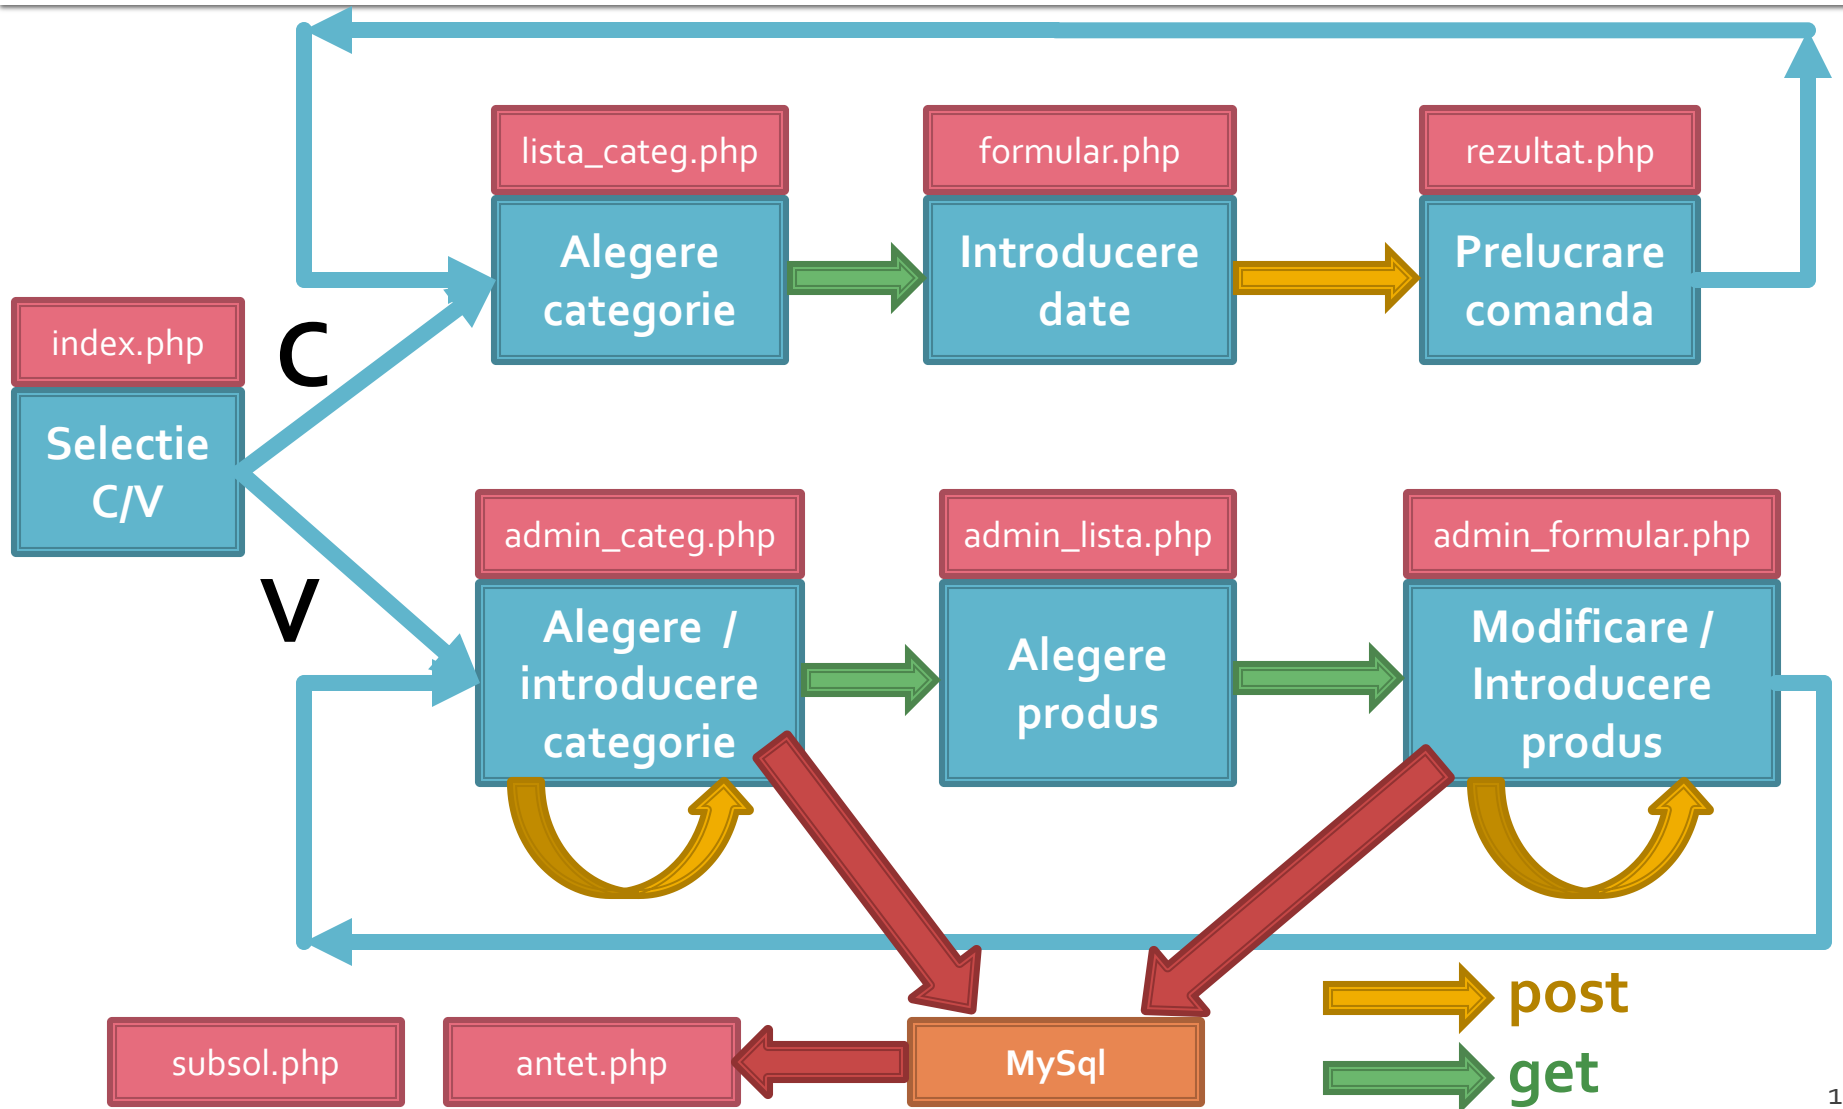 lista_categ.php
formular.php
rezultat.php
Alegere
categorie
Introducere
date
Prelucrare
comanda
index.php
C
Selectie
C/V
V
admin_categ.php
admin_lista.php
admin_formular.php
Alegere /
introducere
categorie
Alegere
produs
Modificare /
Introducere
produs
post
subsol.php
antet.php
MySql
get
1